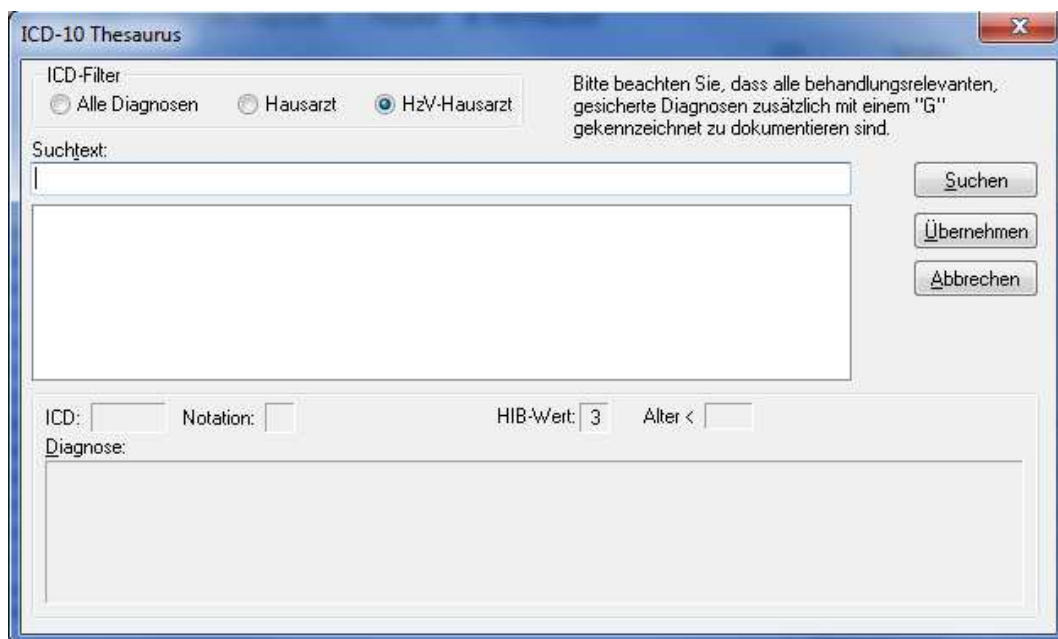 ICD-10 Thesaurus
ICD-Filter
Alle Diagnosen Hausarzt HzV-Hausarzt
Bitte beachten Sie, dass alle behandlungsrelevanten,
gesicherte Diagnosen zusätzlich mit einem "G"
gekennzeichnet zu dokumentieren sind.
Suchtext:
Suchen
Übernehmen
Abbrechen
ICD: Notation: HIB-Wert: 3 Alter <
Diagnose: